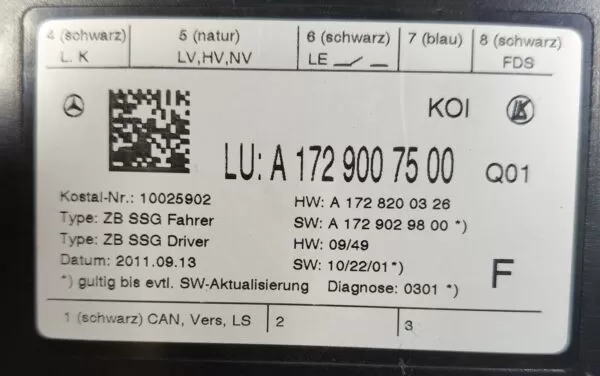 4 (schwarz) 5 (natur) 6 (schwarz) 7 (blau) 8 (schwarz)
L. K LV,HV,NV LE FDS
KOI
LU: A 172 900 75 00 Q01
Kostal-Nr.: 10025902 HW: A 172 820 03 26
Type: ZB SSG Fahrer SW: A 172 902 98 00 *)
Type: ZB SSG Driver HW: 09/49
Datum: 2011.09.13 SW: 10/22/01*)
*) gultig bis evtl. SW-Aktualisierung Diagnose: 0301 *)
F
1 (schwarz) CAN, Vers, LS 2 3